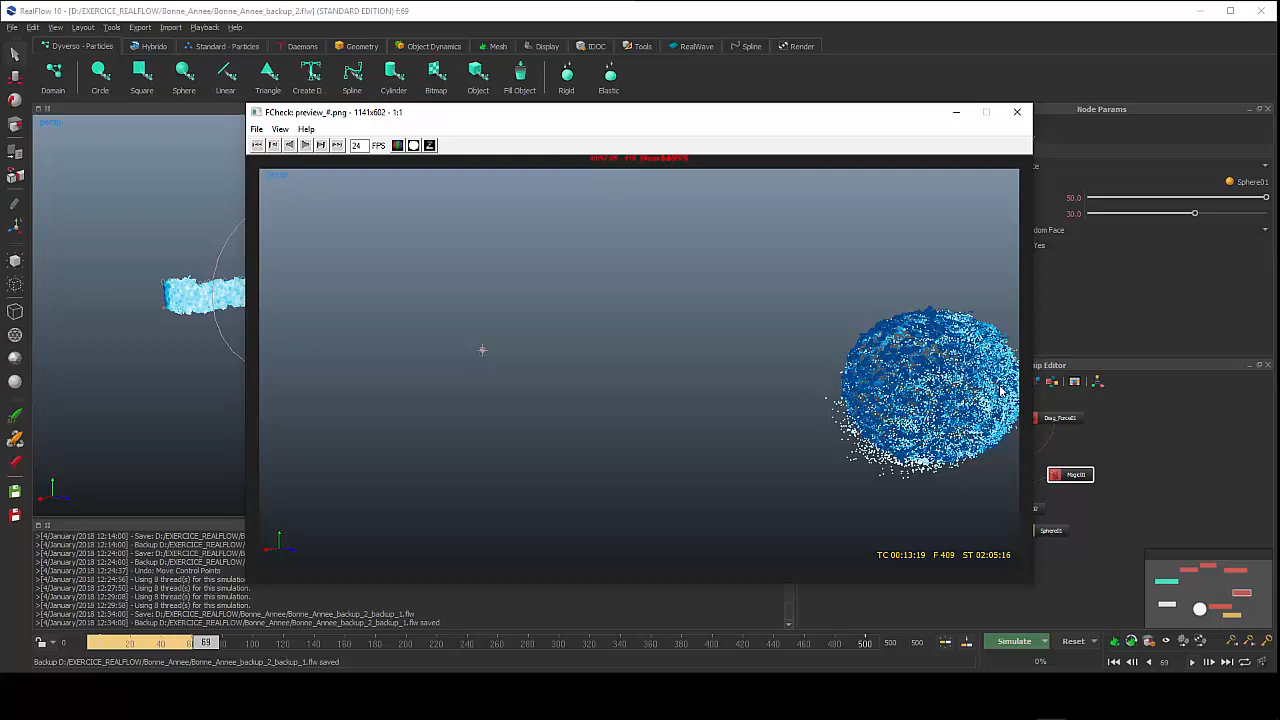 RealFlow 10 - [D:/EXERCICE_REALFLOW/Bonne_Annee/Bonne_Annee_backup_2.flw] (STANDARD EDITION) f:69
File Edit View Layout Tools Export Import Playback Help
Dyverso - Particles Hybrido Standard - Particles Daemons Geometry Object Dynamics Mesh Display IDOC Tools RealWave Spline Render
Domain Circle Square Sphere Linear Triangle Create D. Spline Cylinder Bitmap Object Fill Object Rigid Elastic
persp
Node Params
FCheck: preview_#.png - 1141x602 - 1:1
File View Help
24 FPS
persp
Sphere01
50.0
30.0
dom Face
Yes
Editor
Drag_Force01
Magic01
Sphere01
TC 00:13:19 F 409 ST 02:05:16
>[4/January/2018 12:14:00] - Save: D:/EXERCICE_REALFLOW/B
>[4/January/2018 12:14:00] - Backup D:/EXERCICE_REALFLOW/
>[4/January/2018 12:24:00] - Save: D:/EXERCICE_REALFLOW/B
>[4/January/2018 12:24:00] - Backup D:/EXERCICE_REALFLOW/
>[4/January/2018 12:24:37] - Undo: Move Control Points
>[4/January/2018 12:24:56] - Using 8 thread(s) for this simulation.
>[4/January/2018 12:27:50] - Using 8 thread(s) for this simulation.
>[4/January/2018 12:29:08] - Using 8 thread(s) for this simulation.
>[4/January/2018 12:29:58] - Using 8 thread(s) for this simulation.
>[4/January/2018 12:34:00] - Save: D:/EXERCICE_REALFLOW/Bonne_Annee/Bonne_Annee_backup_2_backup_1.flw
>[4/January/2018 12:34:00] - Backup D:/EXERCICE_REALFLOW/Bonne_Annee/Bonne_Annee_backup_2_backup_1.flw saved
0 20 40 69 80 100 120 140 160 180 200 220 240 260 280 300 320 340 360 380 400 420 440 460 480 500 500 500 Simulate Reset
Backup D:/EXERCICE_REALFLOW/Bonne_Annee/Bonne_Annee_backup_2_backup_1.flw saved
0%
69